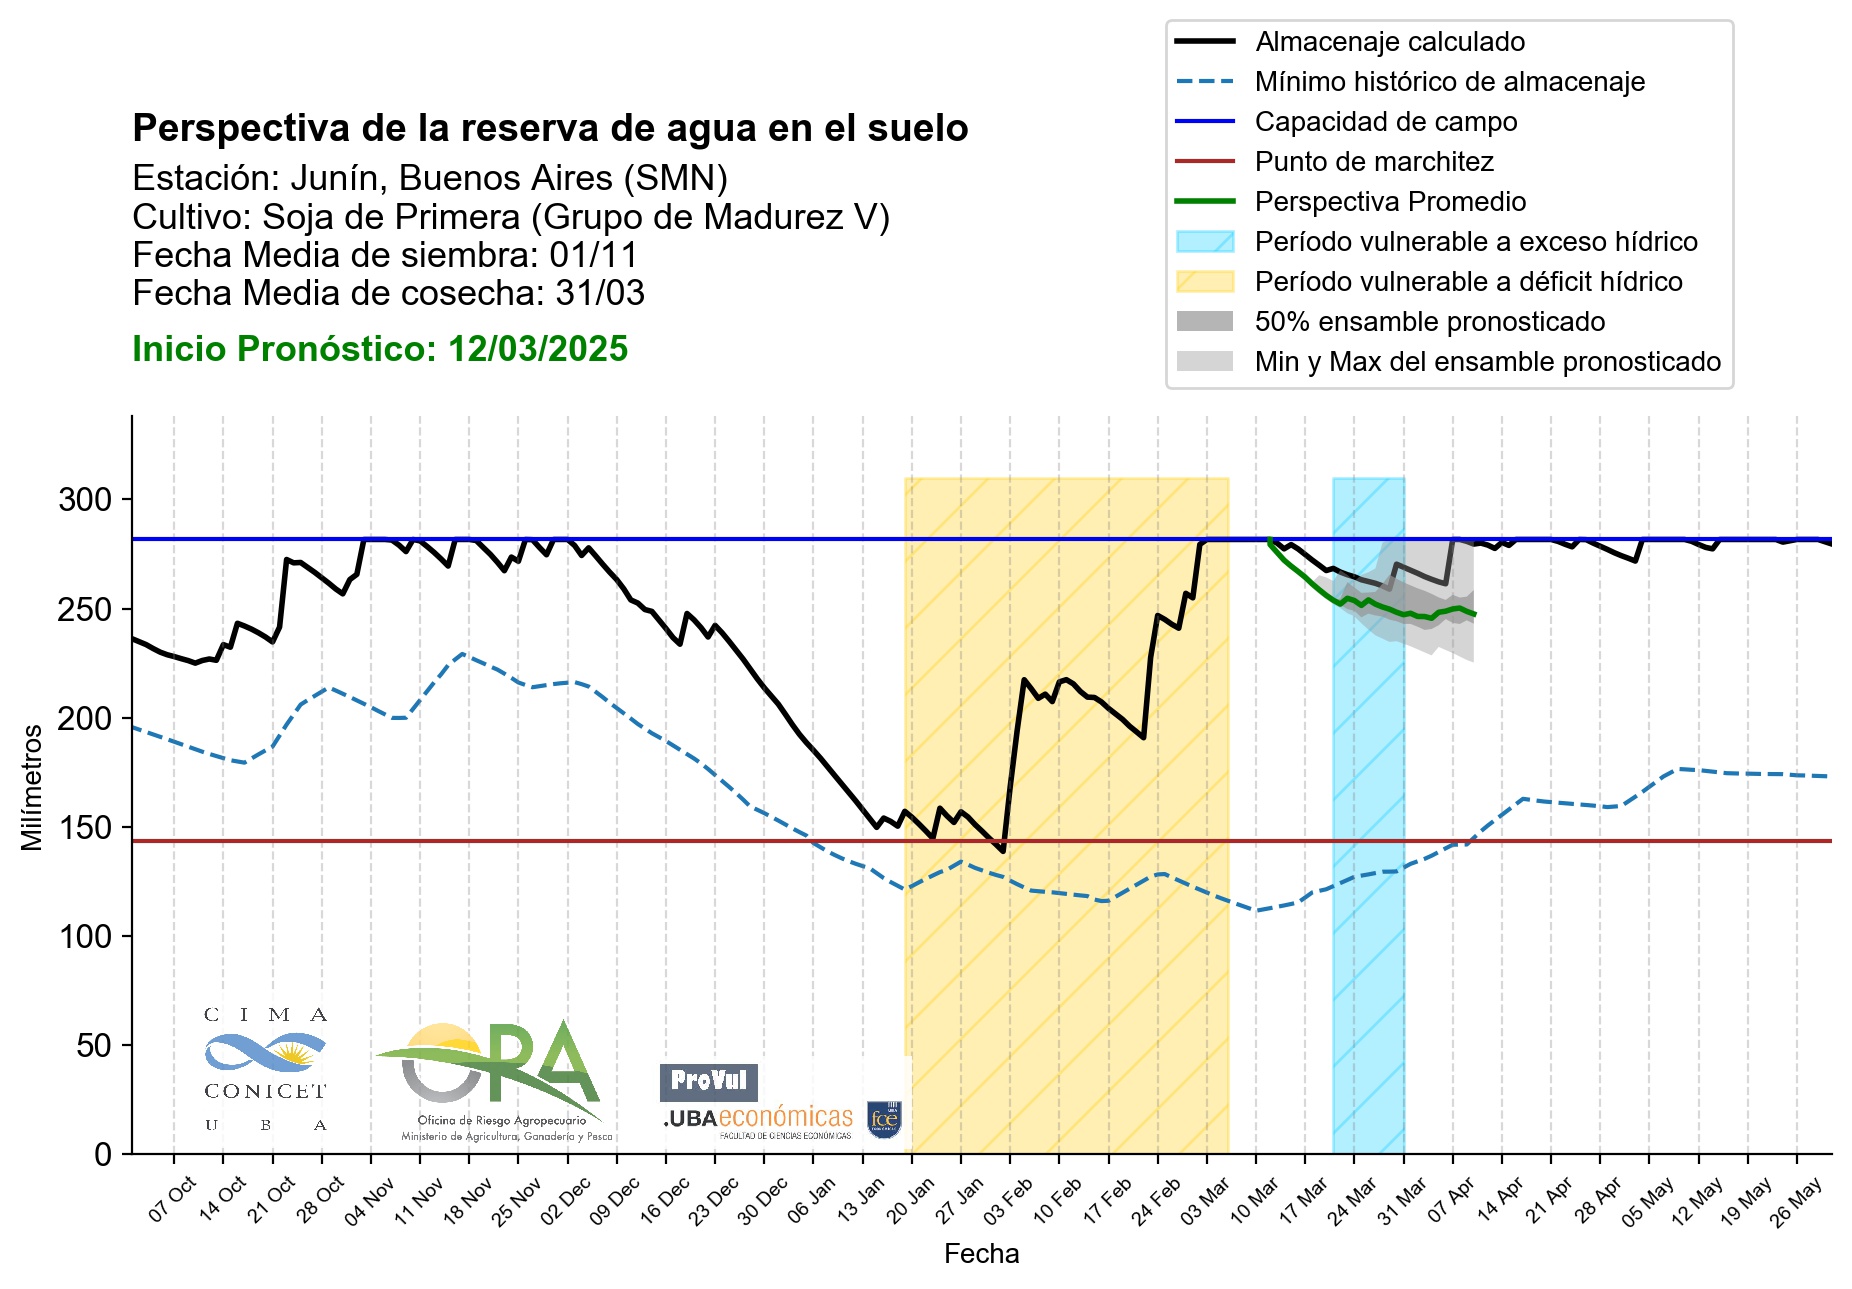 Almacenaje calculado
Mínimo histórico de almacenaje
Capacidad de campo
Punto de marchitez
Perspectiva Promedio
Período vulnerable a exceso hídrico
Período vulnerable a déficit hídrico
50% ensamble pronosticado
Min y Max del ensamble pronosticado
Perspectiva de la reserva de agua en el suelo
Estación: Junín, Buenos Aires (SMN)
Cultivo: Soja de Primera (Grupo de Madurez V)
Fecha Media de siembra: 01/11
Fecha Media de cosecha: 31/03
Inicio Pronóstico: 12/03/2025
Milímetros
300
250
200
150
100
50
0
CIMA
CONICET
UBA
ORA
Oficina de Riesgo Agropecuario
Ministerio de Agricultura, Ganadería y Pesca
ProVul
.UBAeconómicas
FACULTAD DE CIENCIAS ECONÓMICAS
fce
07 Oct
14 Oct
21 Oct
28 Oct
04 Nov
11 Nov
18 Nov
25 Nov
02 Dec
09 Dec
16 Dec
23 Dec
30 Dec
06 Jan
13 Jan
20 Jan
27 Jan
03 Feb
10 Feb
17 Feb
24 Feb
03 Mar
10 Mar
17 Mar
24 Mar
31 Mar
07 Apr
14 Apr
21 Apr
28 Apr
05 May
12 May
19 May
26 May
Fecha